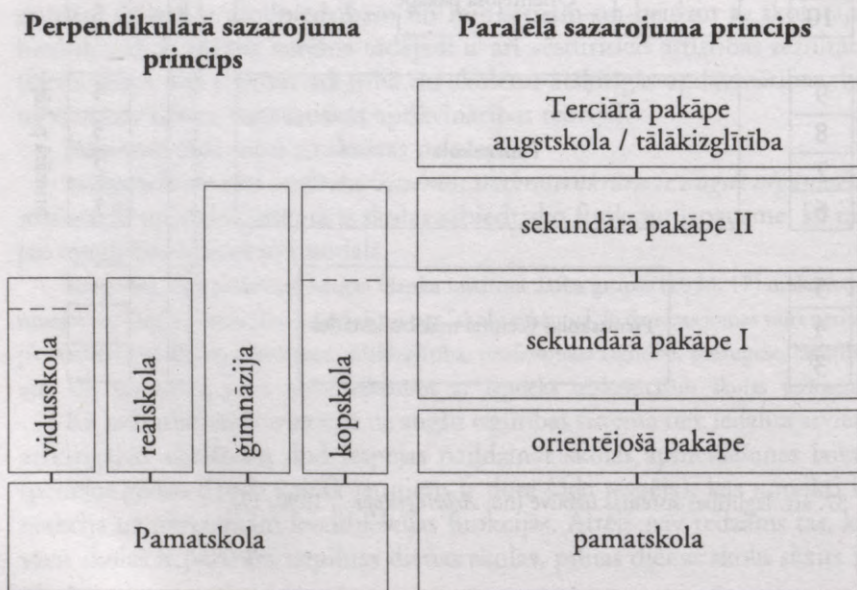 Perpendikulārā sazarojuma
princips
vidusskola
reālskola
ģimnāzija
kopskola
Pamatskola
Paralēlā sazarojuma princips
Terciārā pakāpe
augstskola / tālākizglītība
sekundārā pakāpe II
sekundārā pakāpe I
orientējošā pakāpe
pamatskola